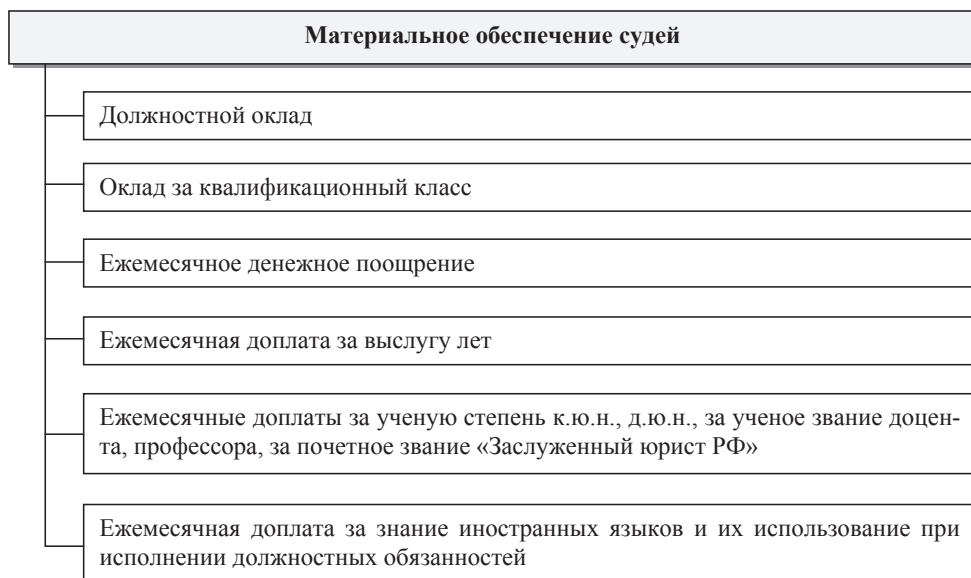 Материальное обеспечение судей
Должностной оклад
Оклад за квалификационный класс
Ежемесячное денежное поощрение
Ежемесячная доплата за выслугу лет
Ежемесячные доплаты за ученую степень к.ю.н., д.ю.н., за ученое звание доцен-
та, профессора, за почетное звание «Заслуженный юрист РФ»
Ежемесячная доплата за знание иностранных языков и их использование при
исполнении должностных обязанностей